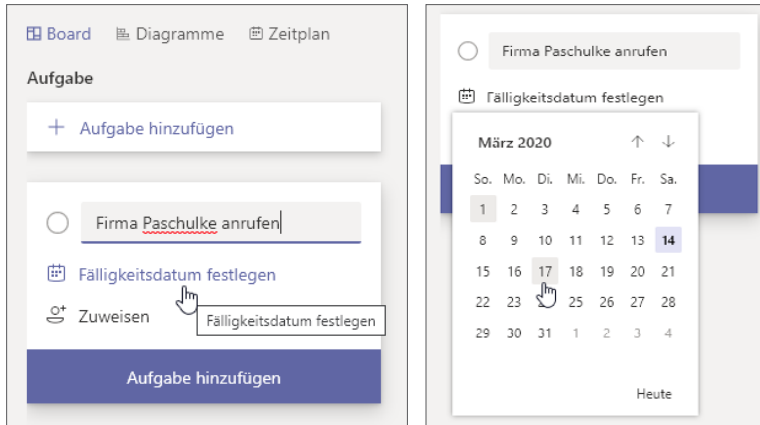 Board Diagramme Zeitplan
Aufgabe
+ Aufgabe hinzufügen
Firma Paschulke anrufen
Fälligkeitsdatum festlegen
Zuweisen
Fälligkeitsdatum festlegen
Aufgabe hinzufügen
Firma Paschulke anrufen
Fälligkeitsdatum festlegen
März 2020
So. Mo. Di. Mi. Do. Fr. Sa.
1 2 3 4 5 6 7
8 9 10 11 12 13 14
15 16 17 18 19 20 21
22 23 25 26 27 28
29 30 31 1 2 3 4
Heute